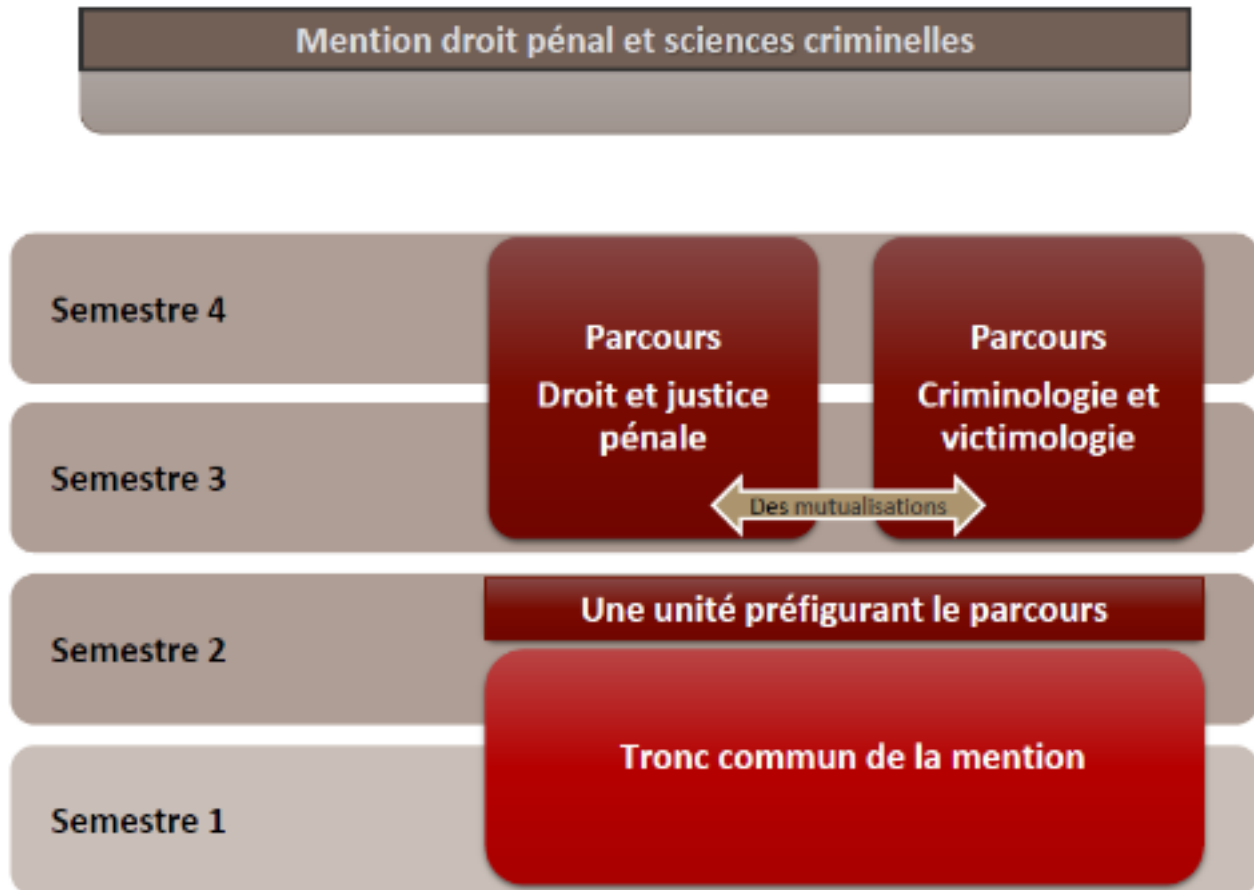 Mention droit pénal et sciences criminelles
Semestre 4
Parcours
Droit et justice
pénale
Parcours
Criminologie et
victimologie
Semestre 3
Des mutualisations
Semestre 2
Une unité préfigurant le parcours
Tronc commun de la mention
Semestre 1